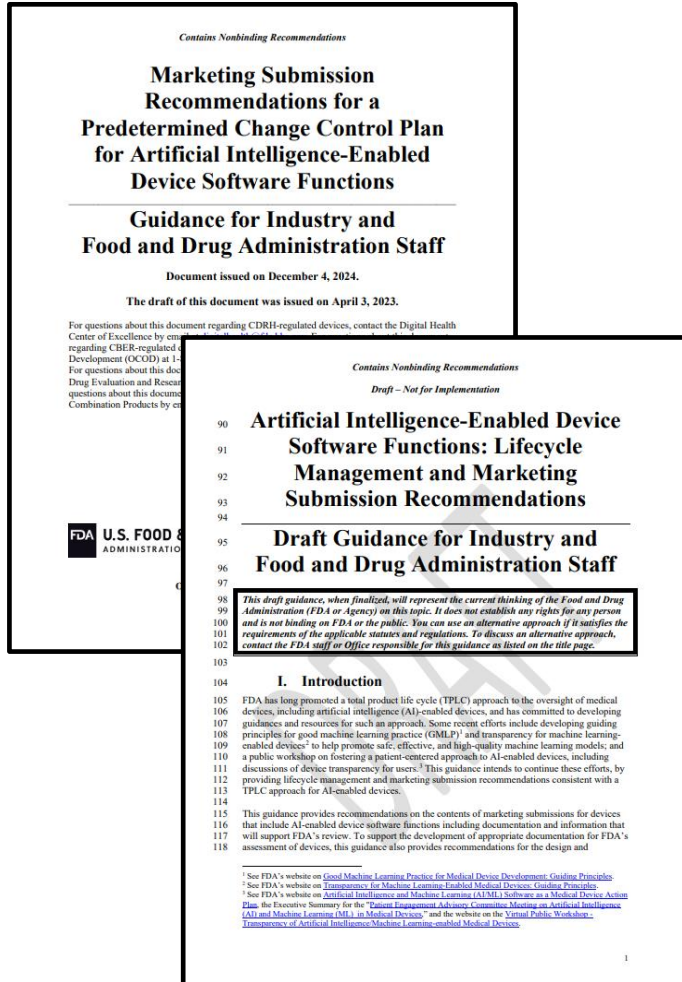 Contains Nonbinding Recommendations
Marketing Submission
Recommendations for a
Predetermined Change Control Plan
for Artificial Intelligence-Enabled
Device Software Functions
Guidance for Industry and
Food and Drug Administration Staff
Document issued on December 4, 2024.
The draft of this document was issued on April 3, 2023.
For questions about this document regarding CDRH-regulated devices, contact the Digital Health
Center of Excellence by
regarding CBER-regulated
Development (OCOD) at 1-
For questions about this doc
Drug Evaluation and Resear
questions about this docume
Combination Products by en
FDA U.S. FOOD &
ADMINISTRATIO
Contains Nonbinding Recommendations
Draft – Not for Implementation
90 Artificial Intelligence-Enabled Device
91 Software Functions: Lifecycle
92 Management and Marketing
93 Submission Recommendations
94
95 Draft Guidance for Industry and
96 Food and Drug Administration Staff
97
98 This draft guidance, when finalized, will represent the current thinking of the Food and Drug
99 Administration (FDA or Agency) on this topic. It does not establish any rights for any person
100 and is not binding on FDA or the public. You can use an alternative approach if it satisfies the
101 requirements of the applicable statutes and regulations. To discuss an alternative approach,
102 contact the FDA staff or Office responsible for this guidance as listed on the title page.
103
104 I. Introduction
105 FDA has long promoted a total product life cycle (TPLC) approach to the oversight of medical
106 devices, including artificial intelligence (AI)-enabled devices, and has committed to developing
107 guidances and resources for such an approach. Some recent efforts include developing guiding
108 principles for good machine learning practice (GMLP)1 and transparency for machine learning-
109 enabled devices2 to help promote safe, effective, and high-quality machine learning models; and
110 a public workshop on fostering a patient-centered approach to AI-enabled devices, including
111 discussions of device transparency for users.3 This guidance intends to continue these efforts, by
112 providing lifecycle management and marketing submission recommendations consistent with a
113 TPLC approach for AI-enabled devices.
114
115 This guidance provides recommendations on the contents of marketing submissions for devices
116 that include AI-enabled device software functions including documentation and information that
117 will support FDA's review. To support the development of appropriate documentation for FDA's
118 assessment of devices, this guidance also provides recommendations for the design and
1 See FDA's website on Good Machine Learning Practice for Medical Device Development: Guiding Principles.
2 See FDA's website on Transparency for Machine Learning-Enabled Medical Devices: Guiding Principles.
3 See FDA's website on Artificial Intelligence and Machine Learning (AI/ML) Software as a Medical Device Action
Plan, the Executive Summary for the "Patient Engagement Advisory Committee Meeting on Artificial Intelligence
(AI) and Machine Learning (ML) in Medical Devices," and the website on the Virtual Public Workshop -
Transparency of Artificial Intelligence/Machine Learning-enabled Medical Devices.
1
DRAFT